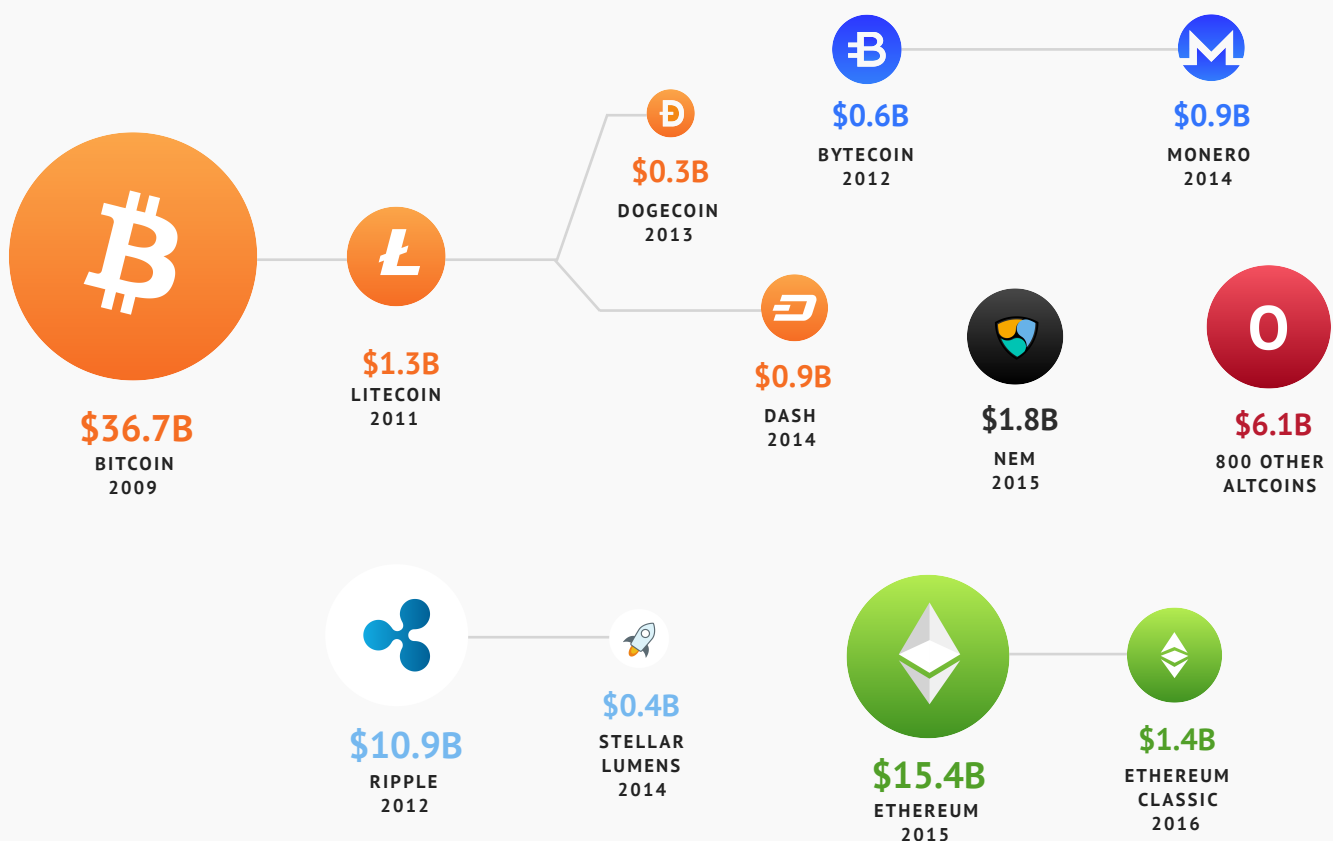 $36.7B
BITCOIN
2009
$1.3B
LITECOIN
2011
$0.3B
DOGECOIN
2013
$0.9B
DASH
2014
$0.6B
BYTECOIN
2012
$0.9B
MONERO
2014
$1.8B
NEM
2015
0
$6.1B
800 OTHER
ALTCOINS
$10.9B
RIPPLE
2012
$0.4B
STELLAR
LUMENS
2014
$15.4B
ETHEREUM
2015
$1.4B
ETHEREUM
CLASSIC
2016